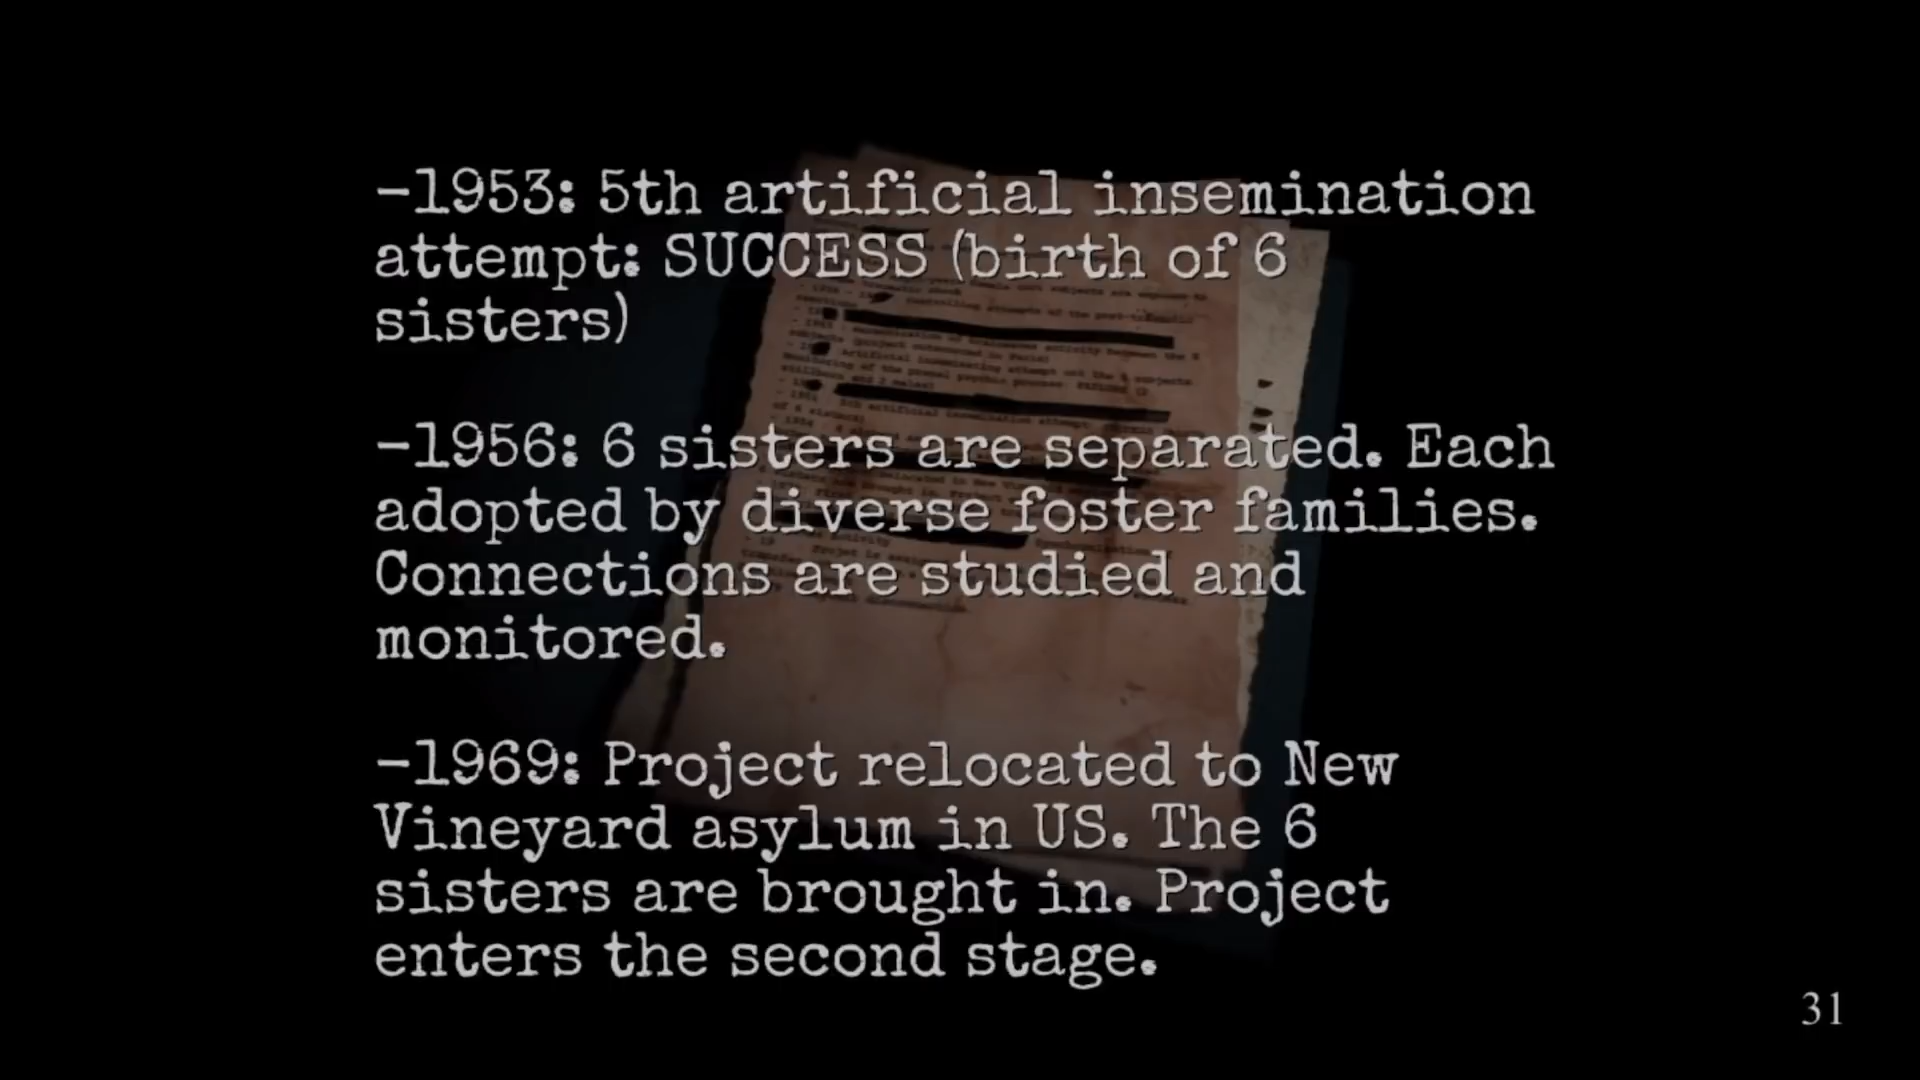 -1953: 5th artificial insemination
attempt: SUCCESS (birth of 6
sisters)
-1956: 6 sisters are separated. Each
adopted by diverse foster families.
Connections are studied and
monitored.
-1969: Project relocated to New
Vineyard asylum in US. The 6
sisters are brought in. Project
enters the second stage.
31